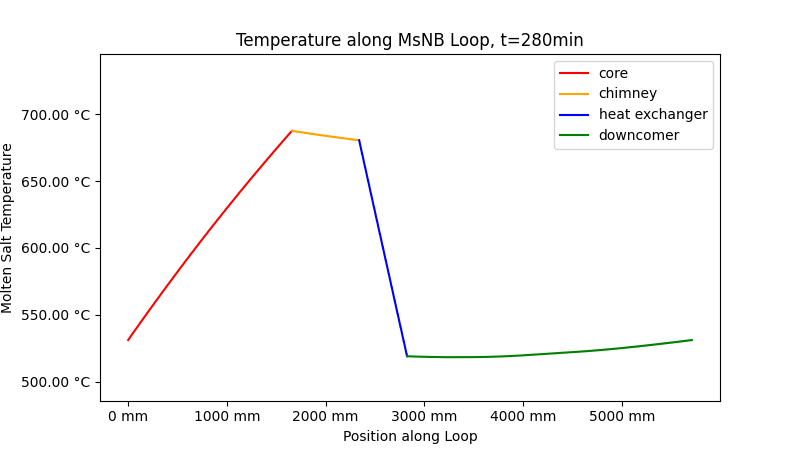 Temperature along MsNB Loop, t=280min
core
chimney
heat exchanger
downcomer
Molten Salt Temperature
700.00 °C
650.00 °C
600.00 °C
550.00 °C
500.00 °C
0 mm
1000 mm
2000 mm
3000 mm
4000 mm
5000 mm
Position along Loop